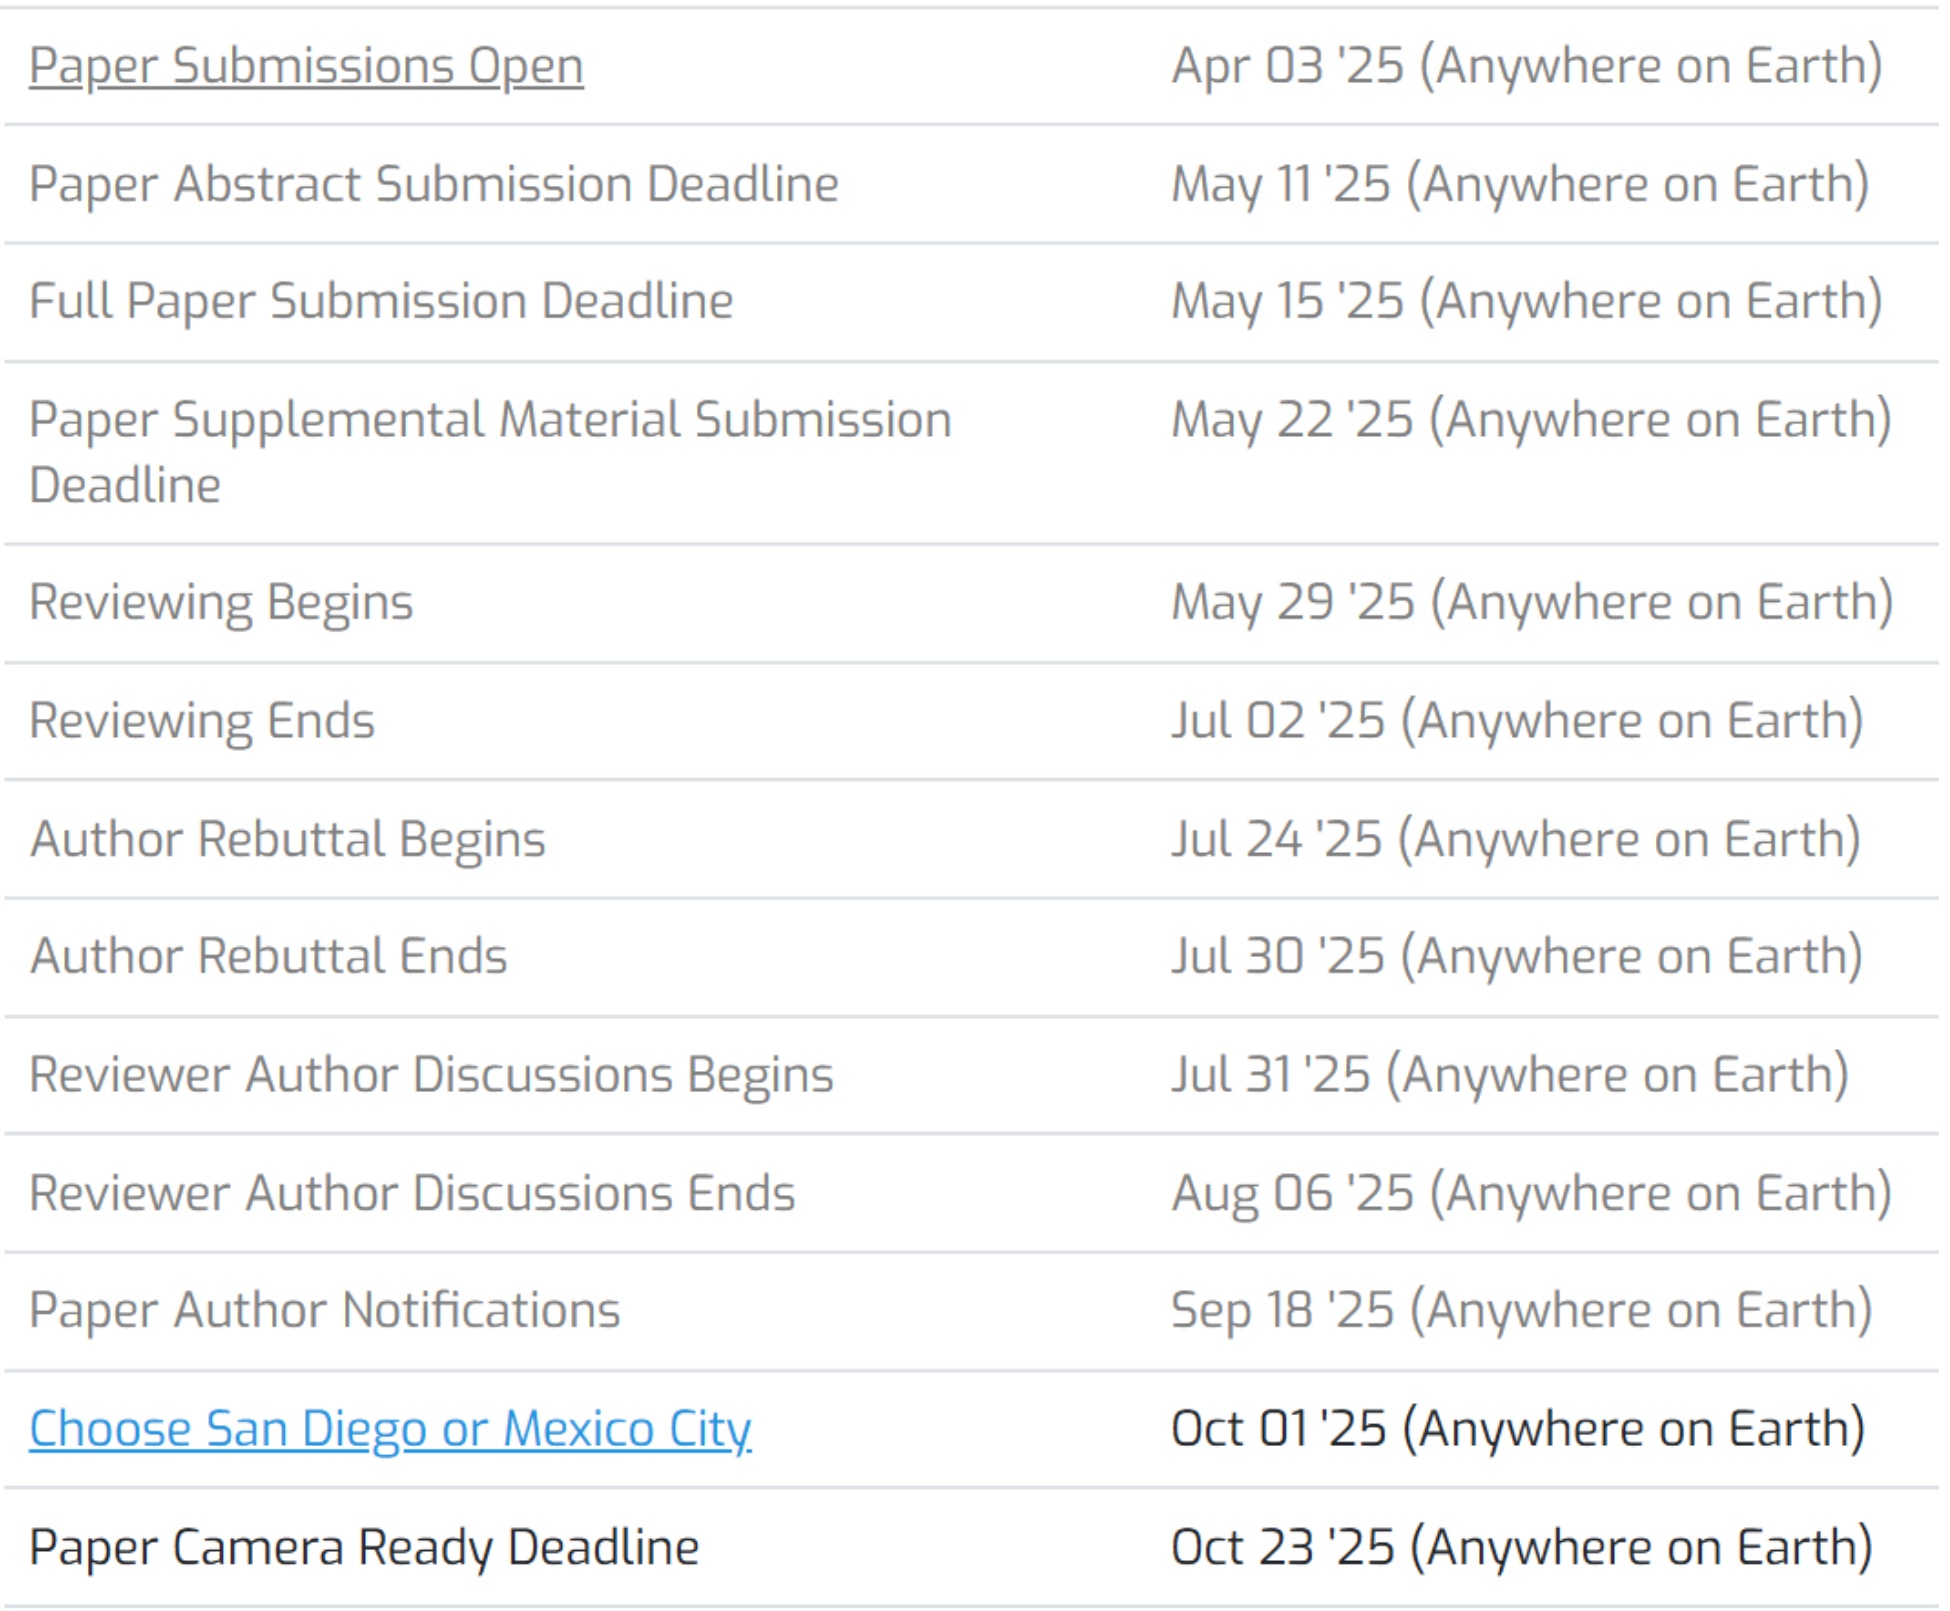 Paper Submissions Open Apr 03 '25 (Anywhere on Earth)
Paper Abstract Submission Deadline May 11 '25 (Anywhere on Earth)
Full Paper Submission Deadline May 15 '25 (Anywhere on Earth)
Paper Supplemental Material Submission May 22 '25 (Anywhere on Earth)
Deadline
Reviewing Begins May 29 '25 (Anywhere on Earth)
Reviewing Ends Jul 02 '25 (Anywhere on Earth)
Author Rebuttal Begins Jul 24 '25 (Anywhere on Earth)
Author Rebuttal Ends Jul 30 '25 (Anywhere on Earth)
Reviewer Author Discussions Begins Jul 31 '25 (Anywhere on Earth)
Reviewer Author Discussions Ends Aug 06 '25 (Anywhere on Earth)
Paper Author Notifications Sep 18 '25 (Anywhere on Earth)
Choose San Diego or Mexico City Oct 01 '25 (Anywhere on Earth)
Paper Camera Ready Deadline Oct 23 '25 (Anywhere on Earth)